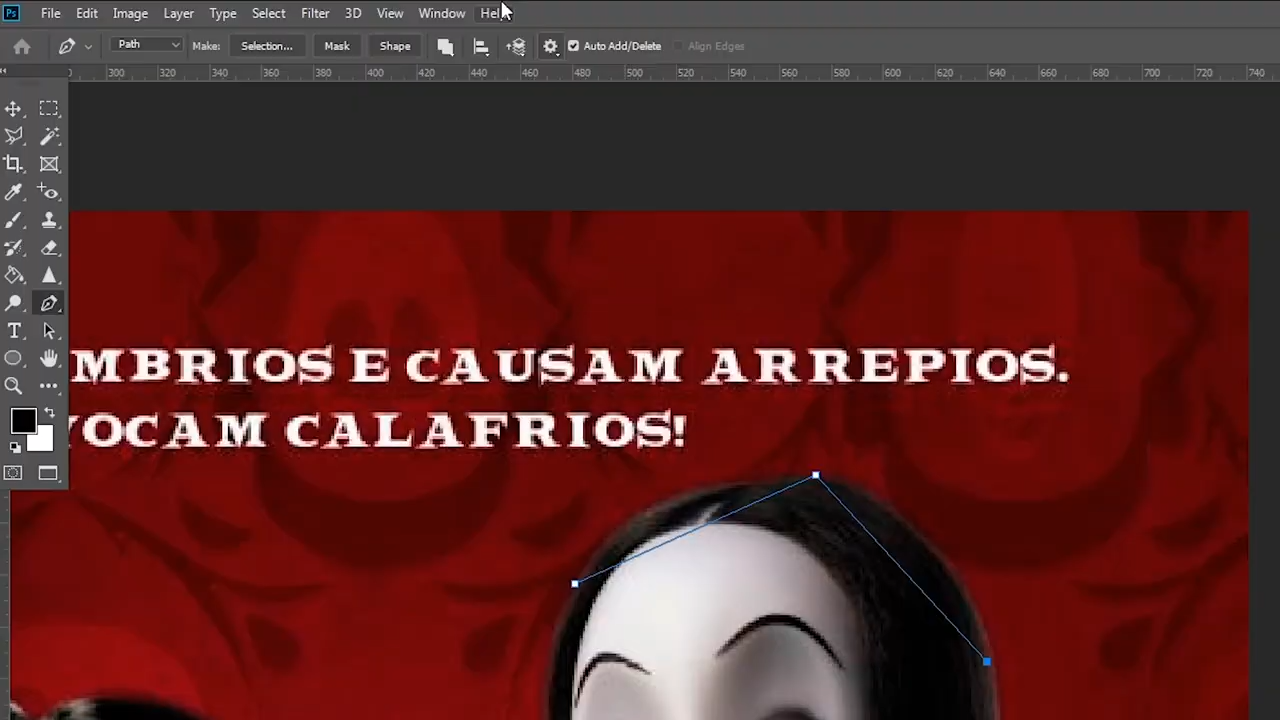 Ps File Edit Image Layer Type Select Filter 3D View Window Help
Path Make: Selection... Mask Shape Auto Add/Delete Align Edges
300 320 340 360 380 400 420 440 460 480 500 520 540 560 580 600 620 640 660 680 700 720 740
MBRIOS E CAUSAM ARREPIOS.
VOCAM CALAFRIOS!